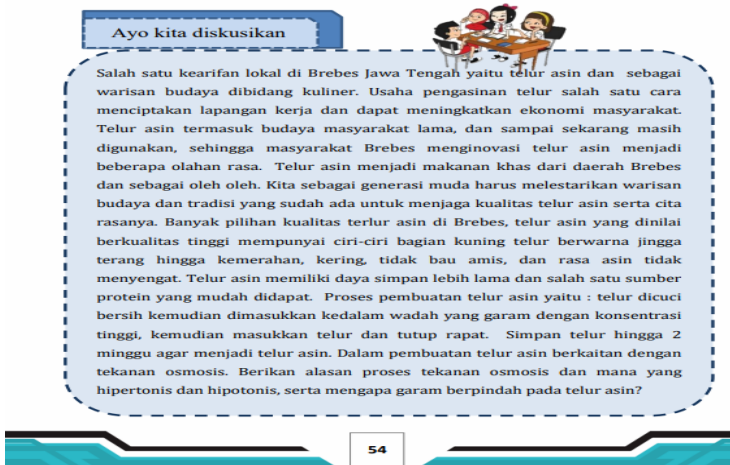 Ayo kita diskusikan
Salah satu kearifan lokal di Brebes Jawa Tengah yaitu telur asin dan sebagai
warisan budaya dibidang kuliner. Usaha pengasinan telur salah satu cara
menciptakan lapangan kerja dan dapat meningkatkan ekonomi masyarakat.
Telur asin termasuk budaya masyarakat lama, dan sampai sekarang masih
digunakan, sehingga masyarakat Brebes menginovasi telur asin menjadi
beberapa olahan rasa. Telur asin menjadi makanan khas dari daerah Brebes
dan sebagai oleh oleh. Kita sebagai generasi muda harus melestarikan warisan
budaya dan tradisi yang sudah ada untuk menjaga kualitas telur asin serta cita
rasanya. Banyak pilihan kualitas terlur asin di Brebes, telur asin yang dinilai
berkualitas tinggi mempunyai ciri-ciri bagian kuning telur berwarna jingga
terang hingga kemerahan, kering, tidak bau amis, dan rasa asin tidak
menyengat. Telur asin memiliki daya simpan lebih lama dan salah satu sumber
protein yang mudah didapat. Proses pembuatan telur asin yaitu : telur dicuci
bersih kemudian dimasukkan kedalam wadah yang garam dengan konsentrasi
tinggi, kemudian masukkan telur dan tutup rapat. Simpan telur hingga 2
minggu agar menjadi telur asin. Dalam pembuatan telur asin berkaitan dengan
tekanan osmosis. Berikan alasan proses tekanan osmosis dan mana yang
hipertonis dan hipotonis, serta mengapa garam berpindah pada telur asin?
54